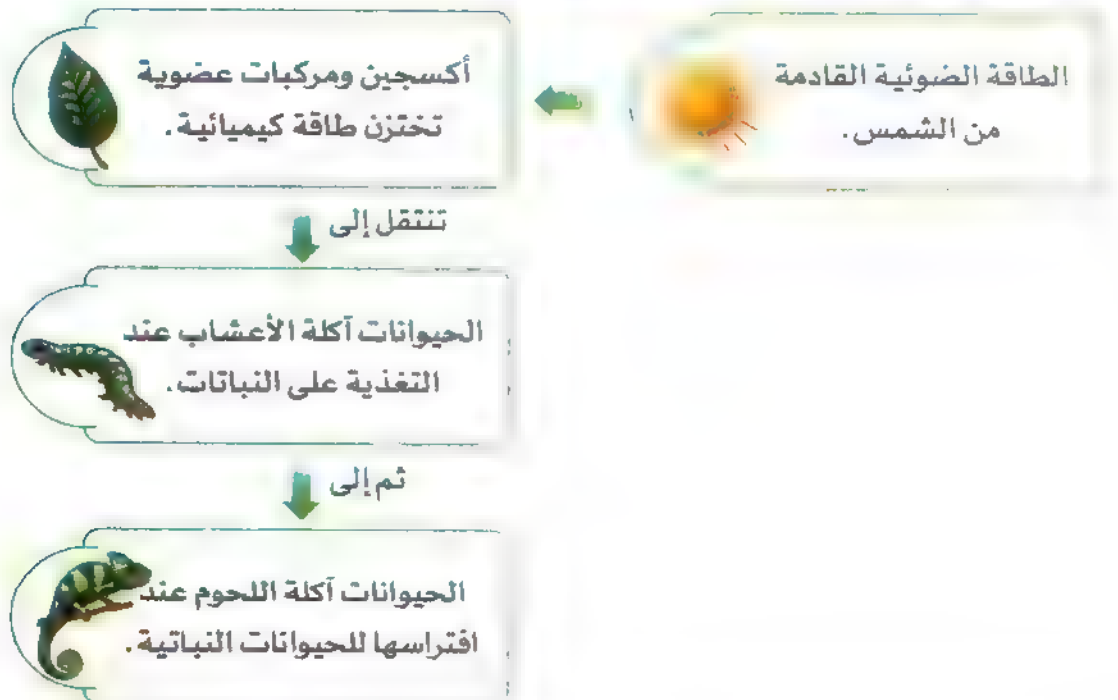 الطاقة الضوئية القادمة
من الشمس.
أكسجين ومركبات عضوية
تختزن طاقة كيميائية.
تنتقل إلى
الحيوانات آكلة الأعشاب عند
التغذية على النباتات.
ثم إلى
الحيوانات آكلة اللحوم عند
افتراسها للحيوانات النباتية.